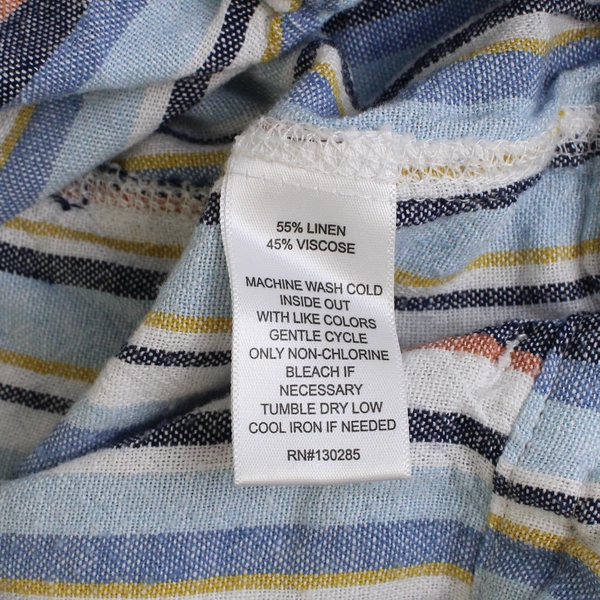 55% LINEN
45% VISCOSE
MACHINE WASH COLD
INSIDE OUT
WITH LIKE COLORS
GENTLE CYCLE
ONLY NON-CHLORINE
BLEACH IF
NECESSARY
TUMBLE DRY LOW
COOL IRON IF NEEDED
RN#130285